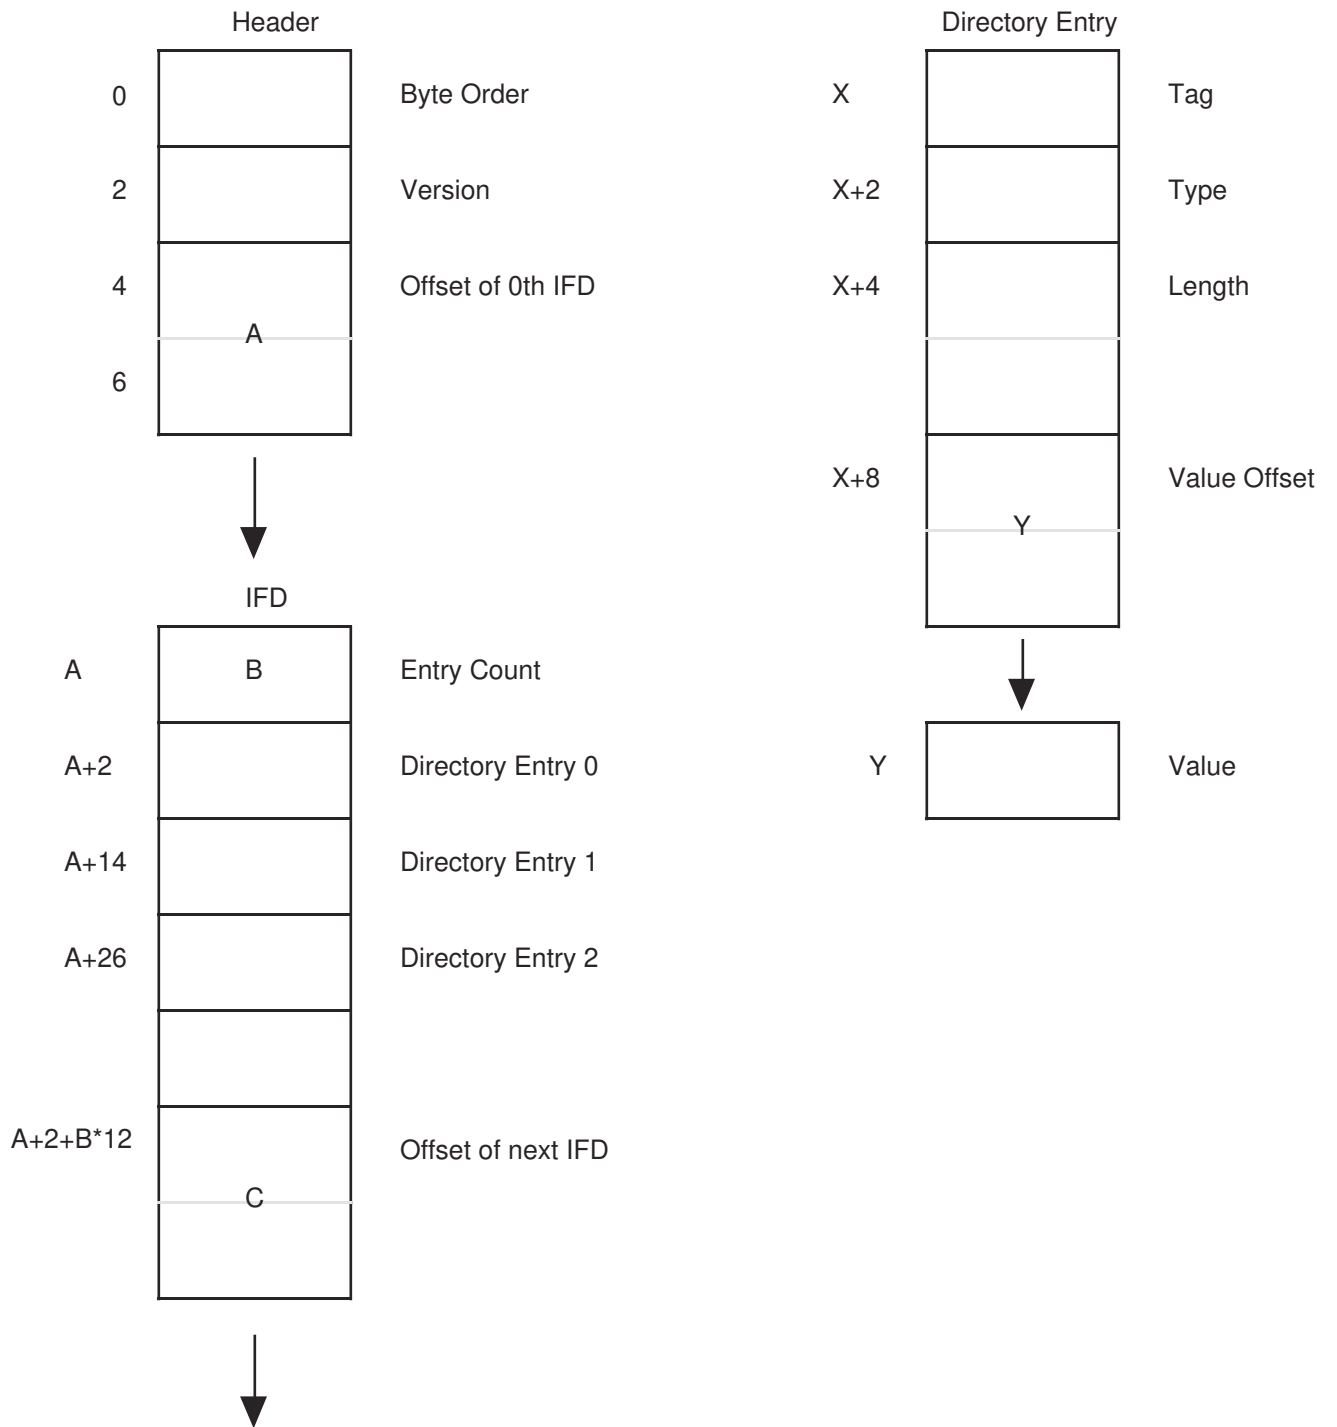 Header
0 Byte Order
2 Version
4 Offset of 0th IFD
A
6
IFD
A B Entry Count
A+2 Directory Entry 0
A+14 Directory Entry 1
A+26 Directory Entry 2
A+2+B*12 Offset of next IFD
C
Directory Entry
X Tag
X+2 Type
X+4 Length
X+8 Value Offset
Y
Y Value